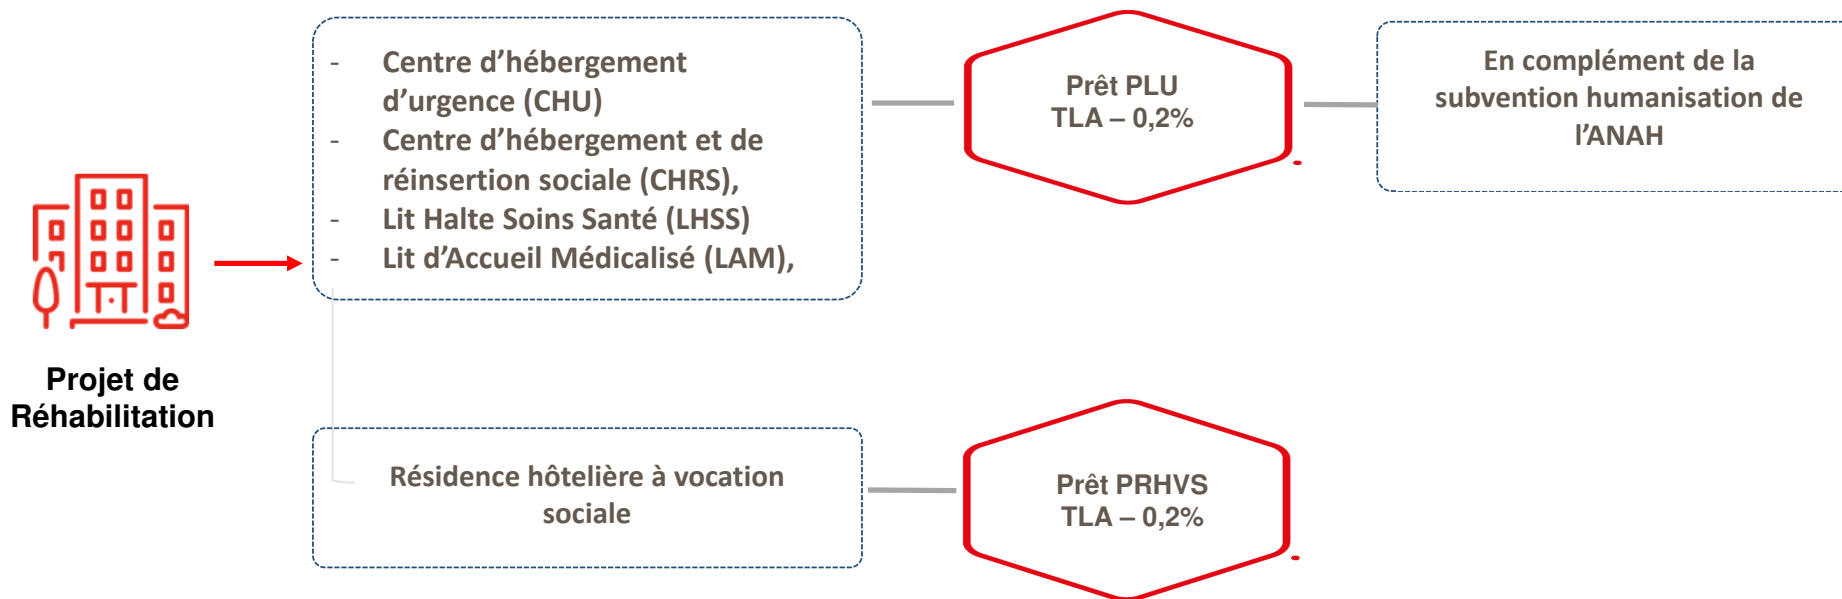 - Centre d’hébergement
d’urgence (CHU)
- Centre d’hébergement et de
réinsertion sociale (CHRS),
- Lit Halte Soins Santé (LHSS)
- Lit d’Accueil Médicalisé (LAM),
Prêt PLU
TLA – 0,2%
En complément de la
subvention humanisation de
l’ANAH
Projet de
Réhabilitation
Résidence hôtelière à vocation
sociale
Prêt PRHVS
TLA – 0,2%